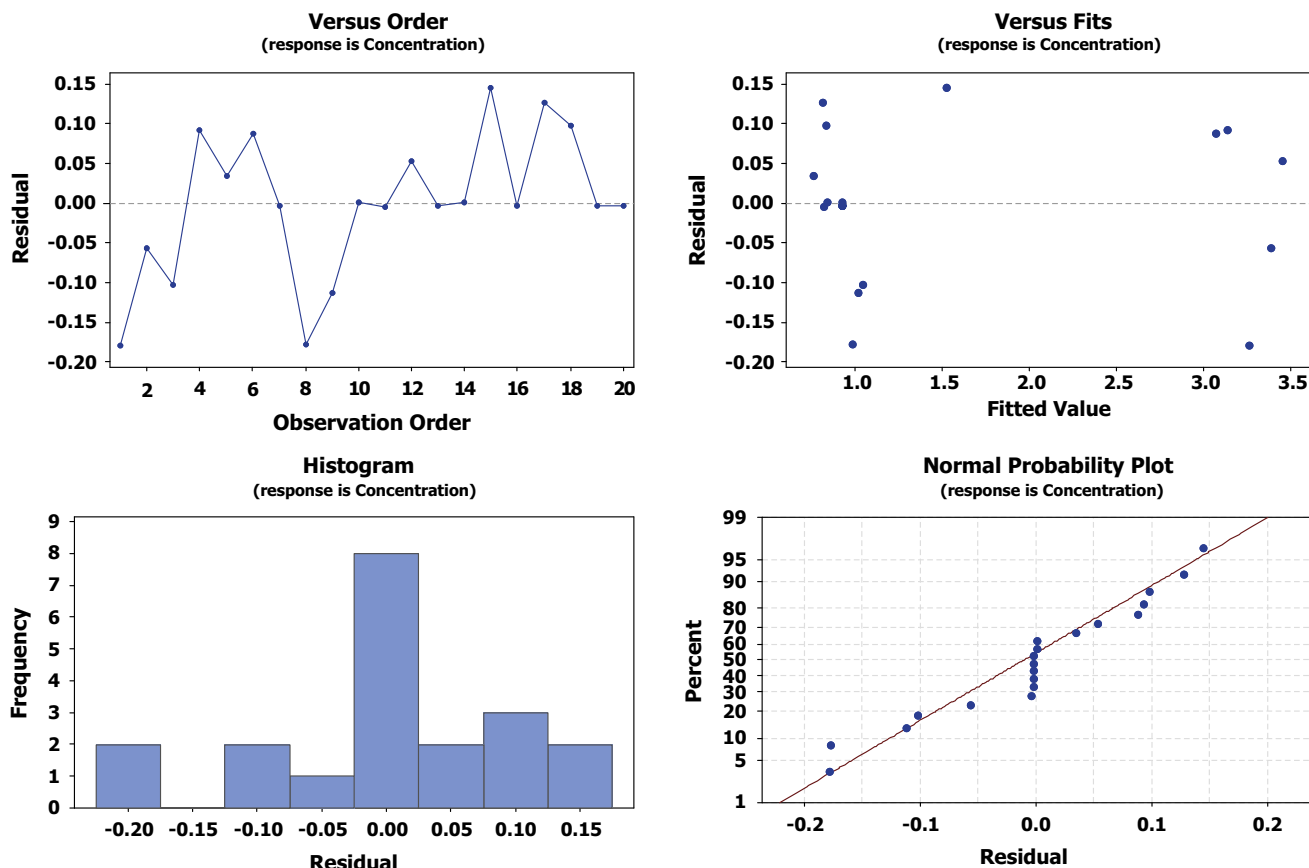 Versus Order
(response is Concentration)
0.15
0.10
0.05
0.00
-0.05
-0.10
-0.15
-0.20
Residual
2 4 6 8 10 12 14 16 18 20
Observation Order
Versus Fits
(response is Concentration)
0.15
0.10
0.05
0.00
-0.05
-0.10
-0.15
-0.20
Residual
1.0 1.5 2.0 2.5 3.0 3.5
Fitted Value
Histogram
(response is Concentration)
9
8
7
6
5
4
3
2
1
0
Frequency
-0.20 -0.15 -0.10 -0.05 0.00 0.05 0.10 0.15
Residual
Normal Probability Plot
(response is Concentration)
99
95
90
80
70
60
50
40
30
20
10
5
1
Percent
-0.2 -0.1 0.0 0.1 0.2
Residual